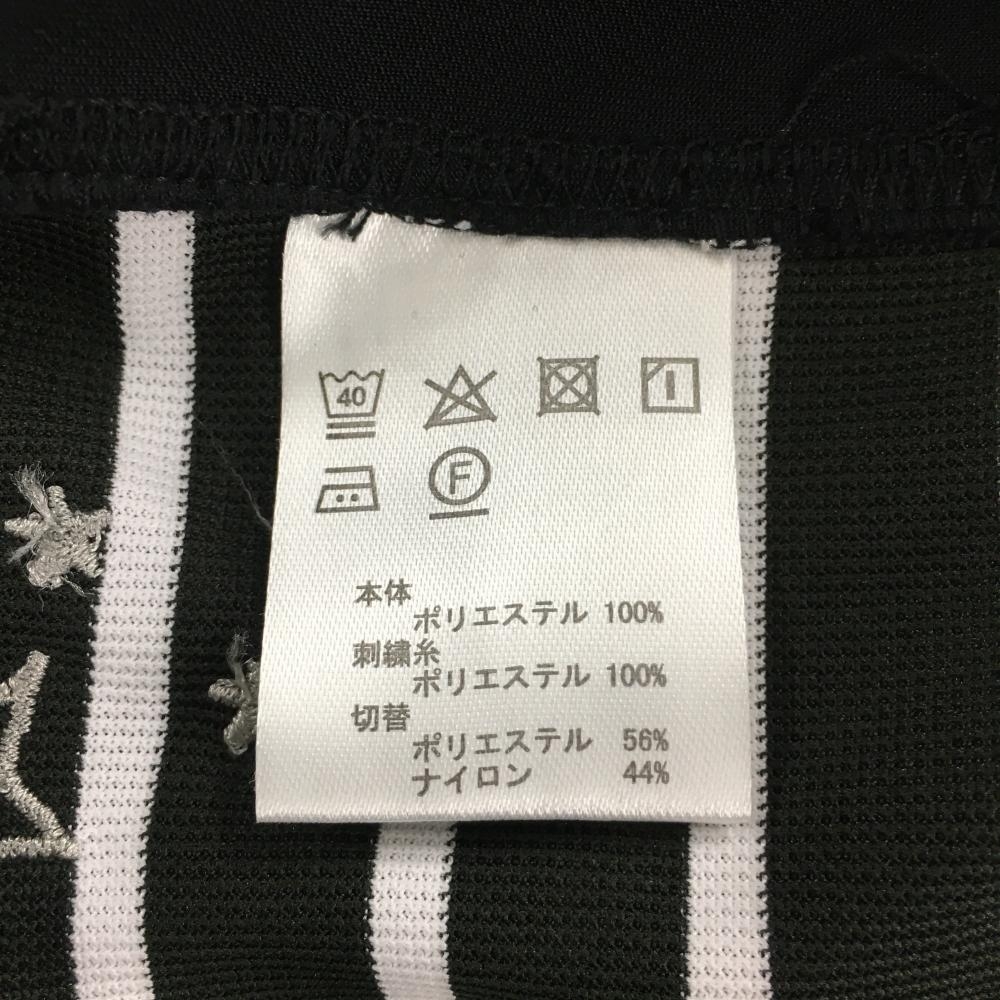 40
F
本体
ポリエステル 100%
刺繍糸
ポリエステル 100%
切替
ポリエステル 56%
ナイロン 44%